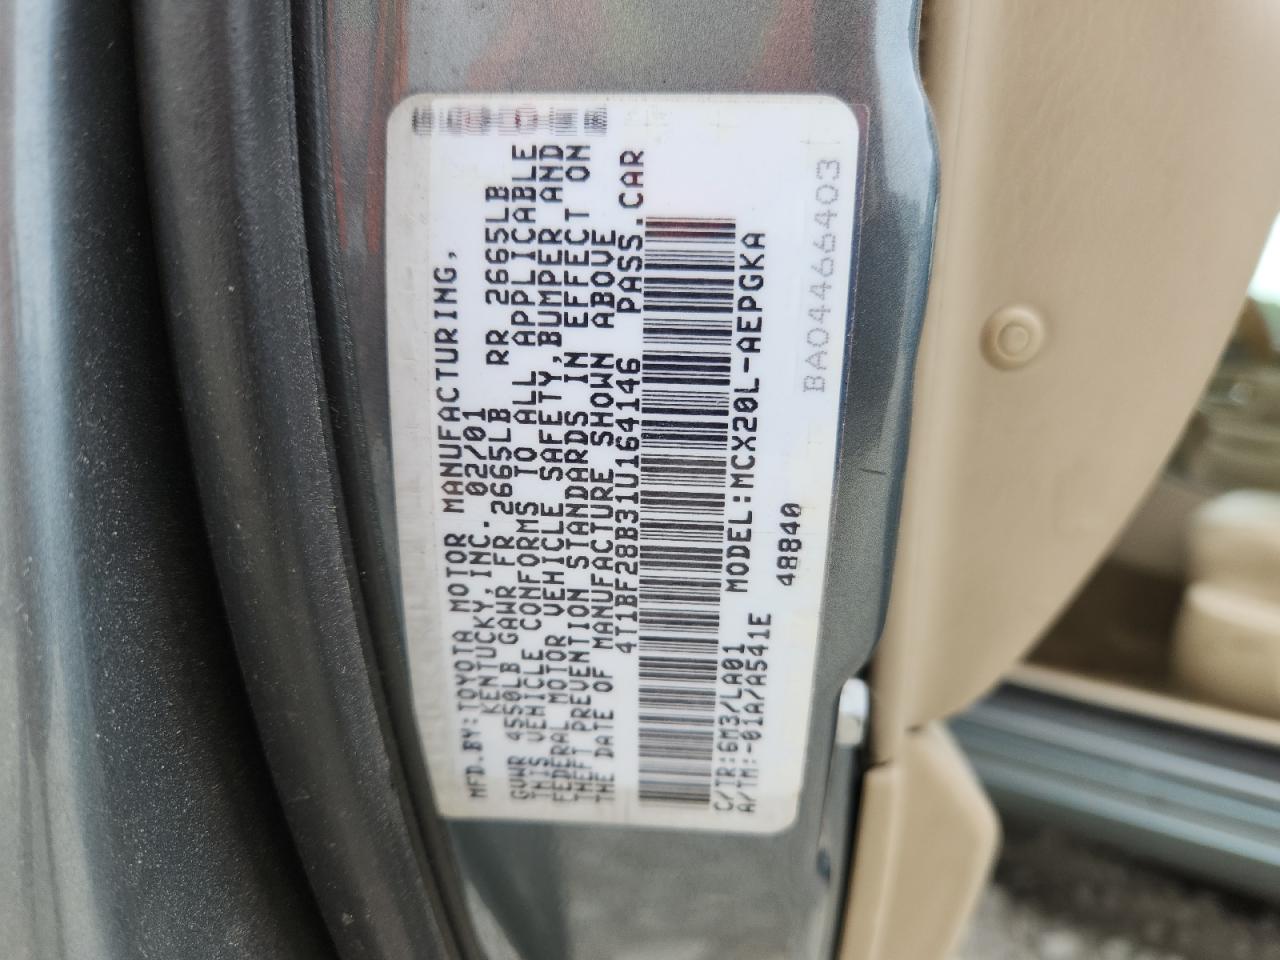 MFD.BY:TOYOTA MOTOR MANUFACTURING,
KENTUCKY,INC. 02/01
GVWR 4550LB GAWR FR 2665LB RR 2665LB
THIS VEHICLE CONFORMS TO ALL APPLICABLE
FEDERAL MOTOR VEHICLE SAFETY,BUMPER AND
THEFT PREVENTION STANDARDS IN EFFECT ON
THE DATE OF MANUFACTURE SHOWN ABOVE
4T1BF28B31U164146 PASS.CAR
C/TR:6M3/LA01 MODEL:MCX20L-AEPGKA
A/TM:-01A/A541E 48840
BA04466403